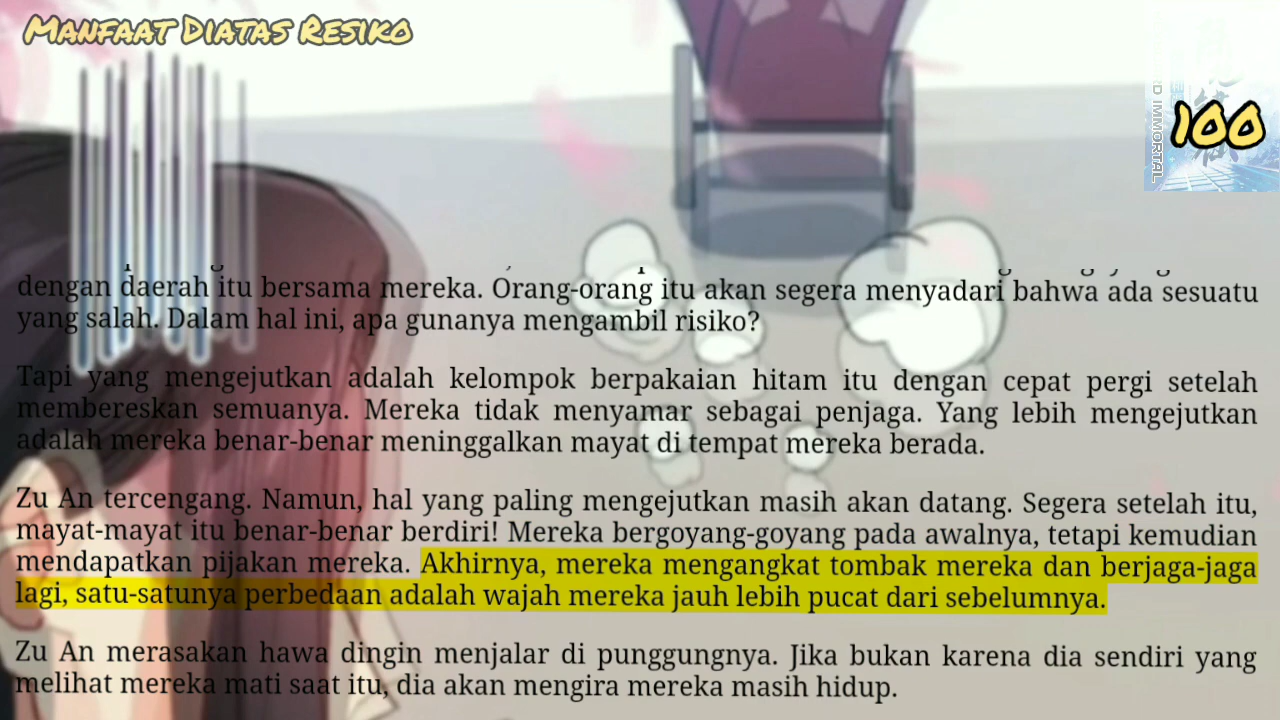 Manfaat Diatas Resiko
RD IMMORTAL
100
dengan daerah itu bersama mereka. Orang-orang itu akan segera menyadari bahwa ada sesuatu
yang salah. Dalam hal ini, apa gunanya mengambil risiko?
Tapi yang mengejutkan adalah kelompok berpakaian hitam itu dengan cepat pergi setelah
membereskan semuanya. Mereka tidak menyamar sebagai penjaga. Yang lebih mengejutkan
adalah mereka benar-benar meninggalkan mayat di tempat mereka berada.
Zu An tercengang. Namun, hal yang paling mengejutkan masih akan datang. Segera setelah itu,
mayat-mayat itu benar-benar berdiri! Mereka bergoyang-goyang pada awalnya, tetapi kemudian
mendapatkan pijakan mereka. Akhirnya, mereka mengangkat tombak mereka dan berjaga-jaga
lagi, satu-satunya perbedaan adalah wajah mereka jauh lebih pucat dari sebelumnya.
Zu An merasakan hawa dingin menjalar di punggungnya. Jika bukan karena dia sendiri yang
melihat mereka mati saat itu, dia akan mengira mereka masih hidup.